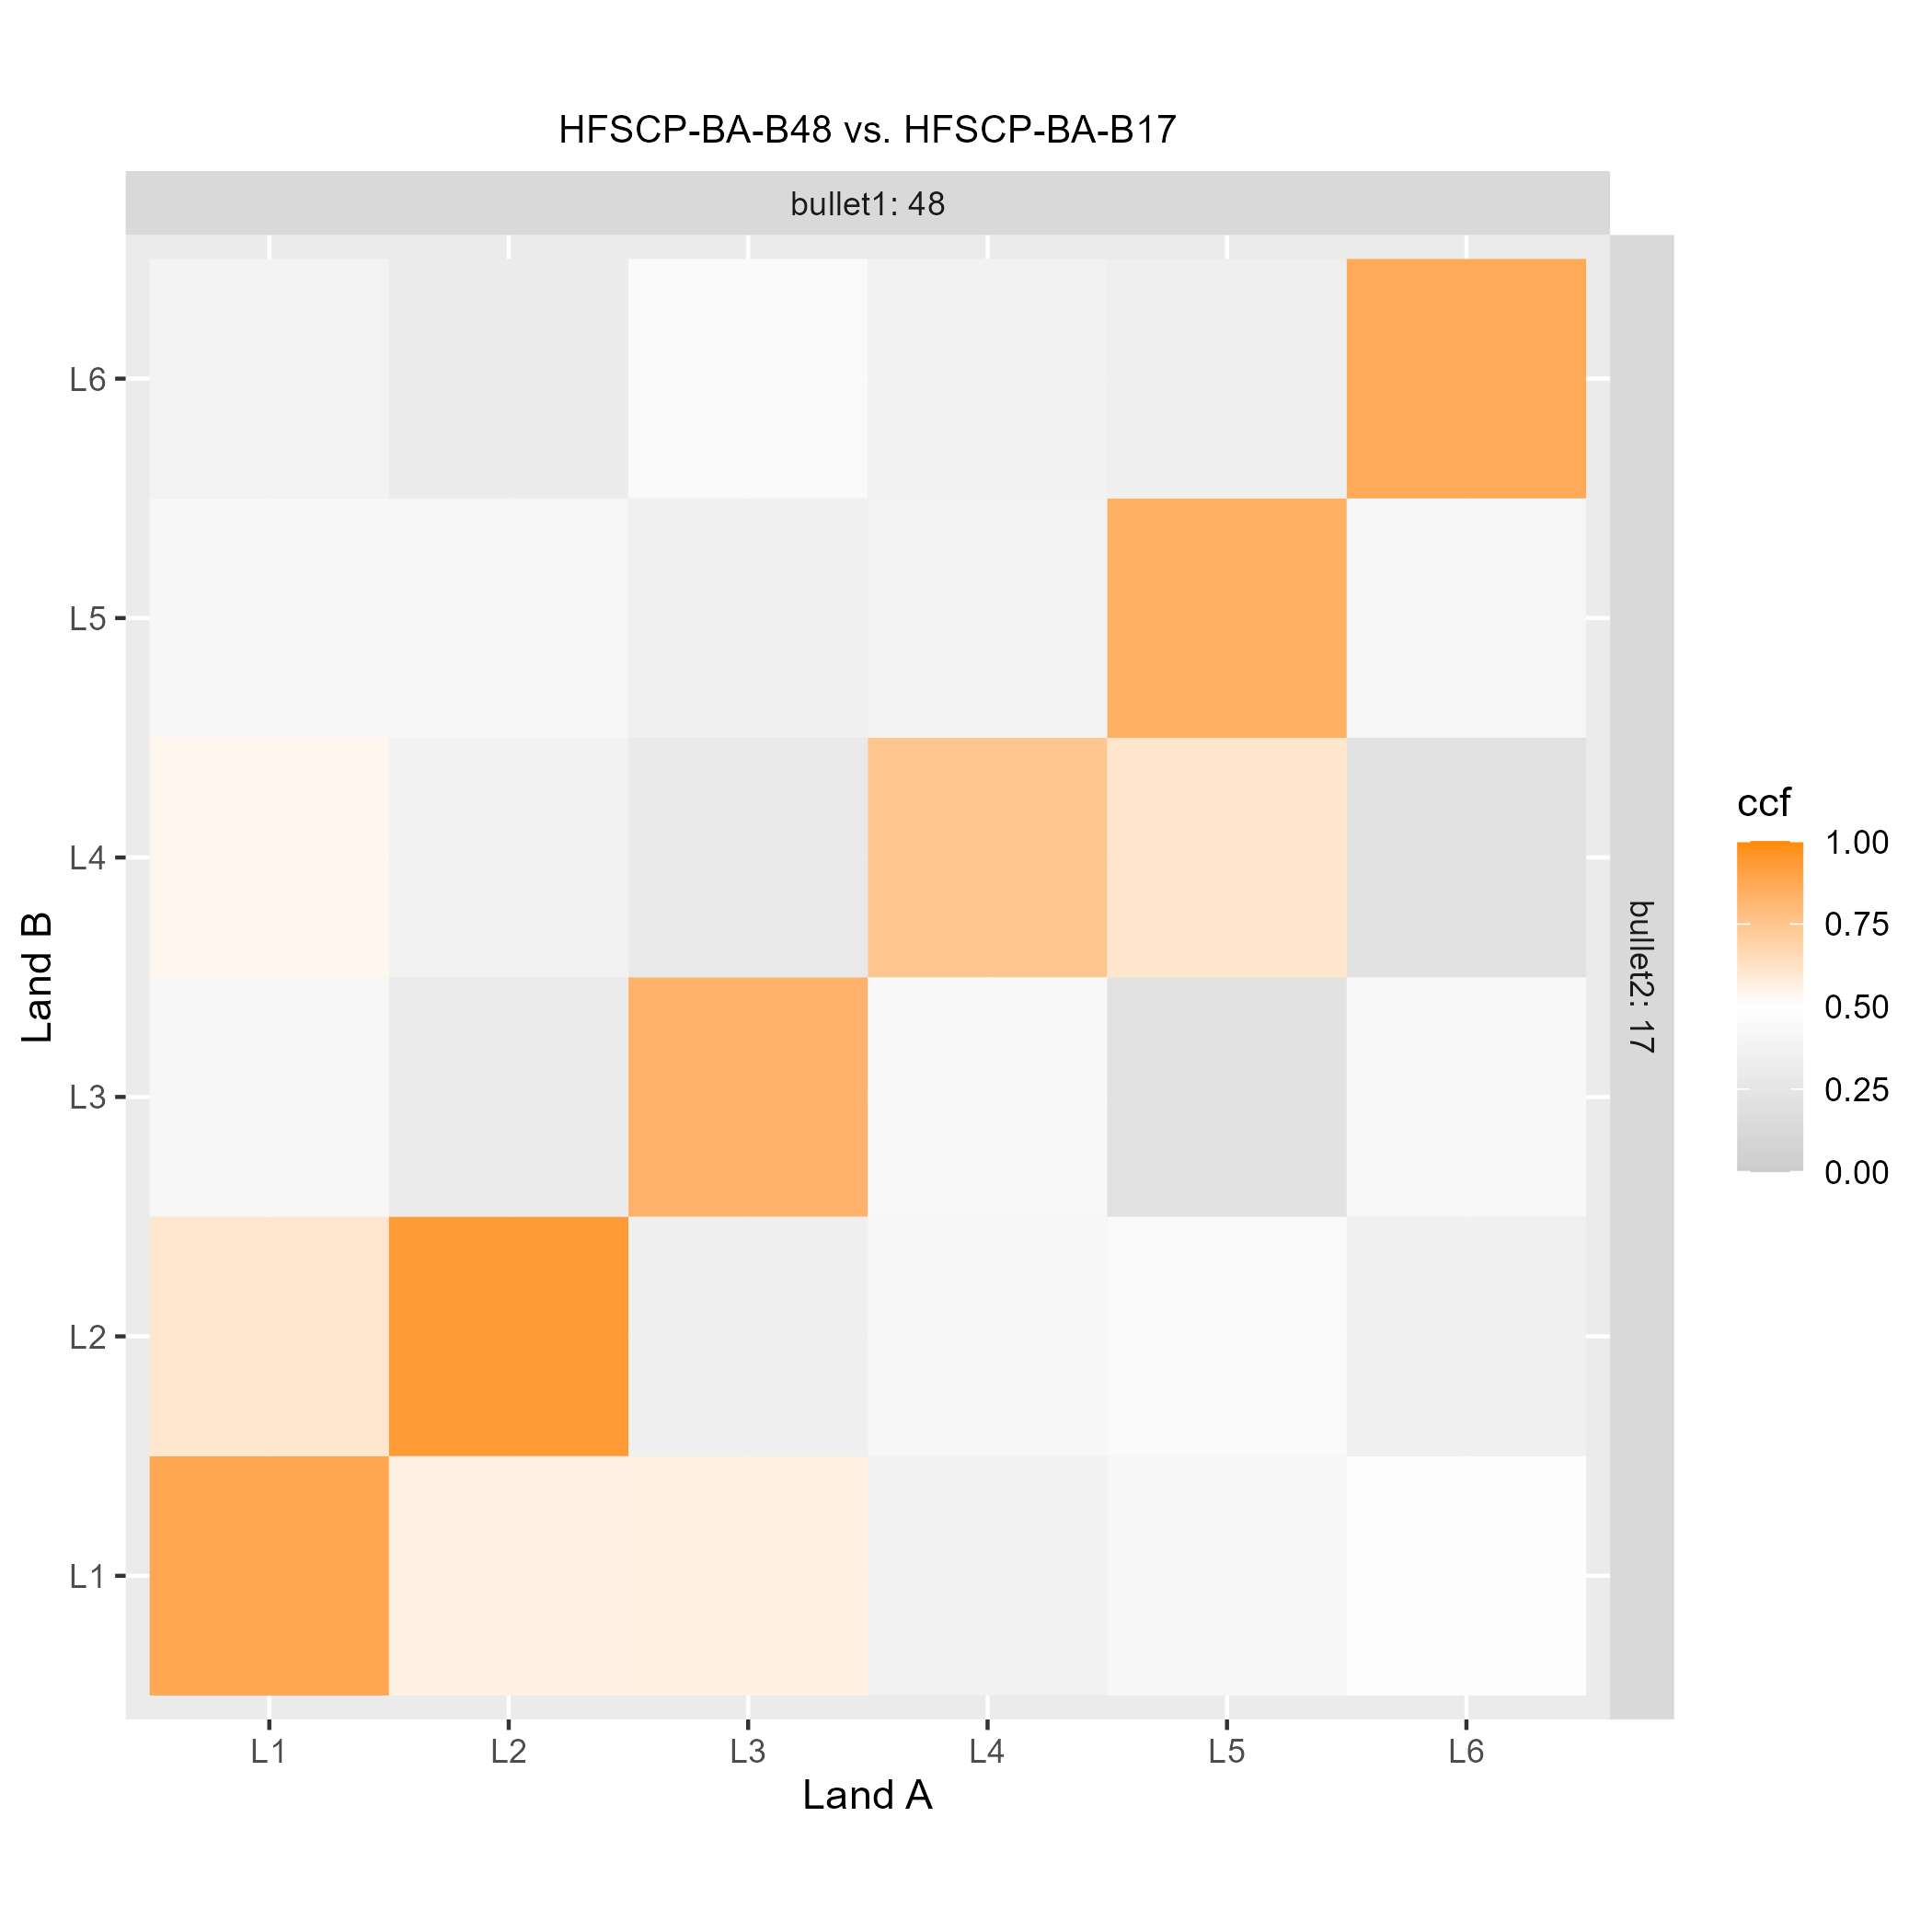 HFSCP-BA-B48 vs. HFSCP-BA-B17
bullet1: 48
L6
L5
L4
L3
L2
L1
Land B
bullet2: 17
ccf
1.00
0.75
0.50
0.25
0.00
L1 L2 L3 L4 L5 L6
Land A